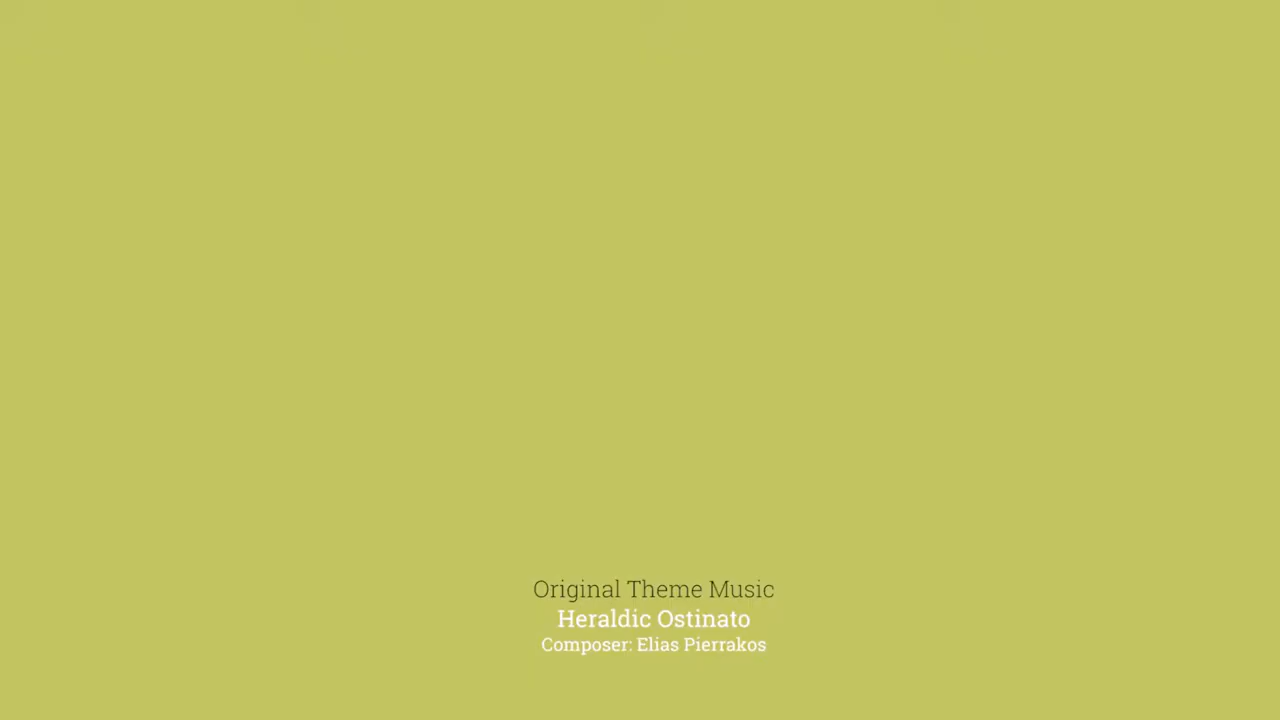 Original Theme Music
Heraldic Ostinato
Composer: Elias Pierrakos